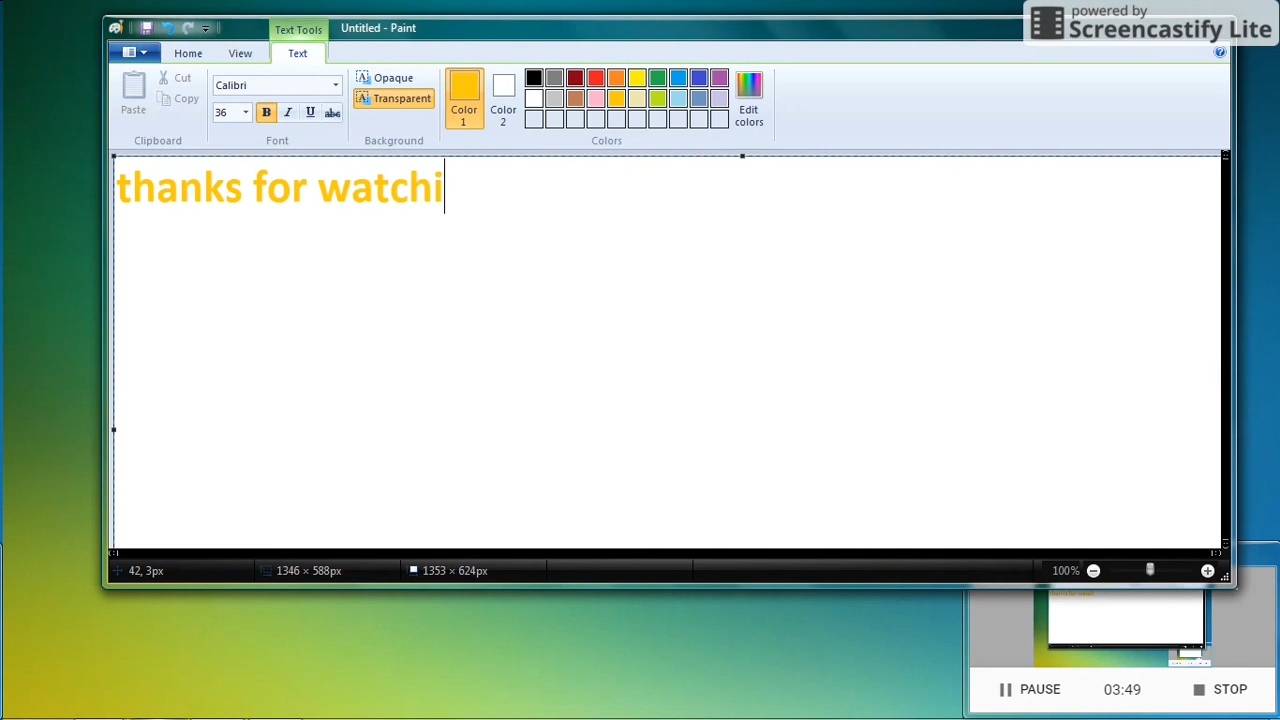 powered by
Screencastify Lite
Text Tools
Untitled - Paint
Home
View
Text
Paste
Cut
Copy
Clipboard
Calibri
36
B
I
U
abc
Font
Opaque
Transparent
Background
Color
1
Color
2
Edit
colors
Colors
thanks for watchi
42, 3px
1346 × 588px
1353 × 624px
100%
PAUSE
03:49
STOP